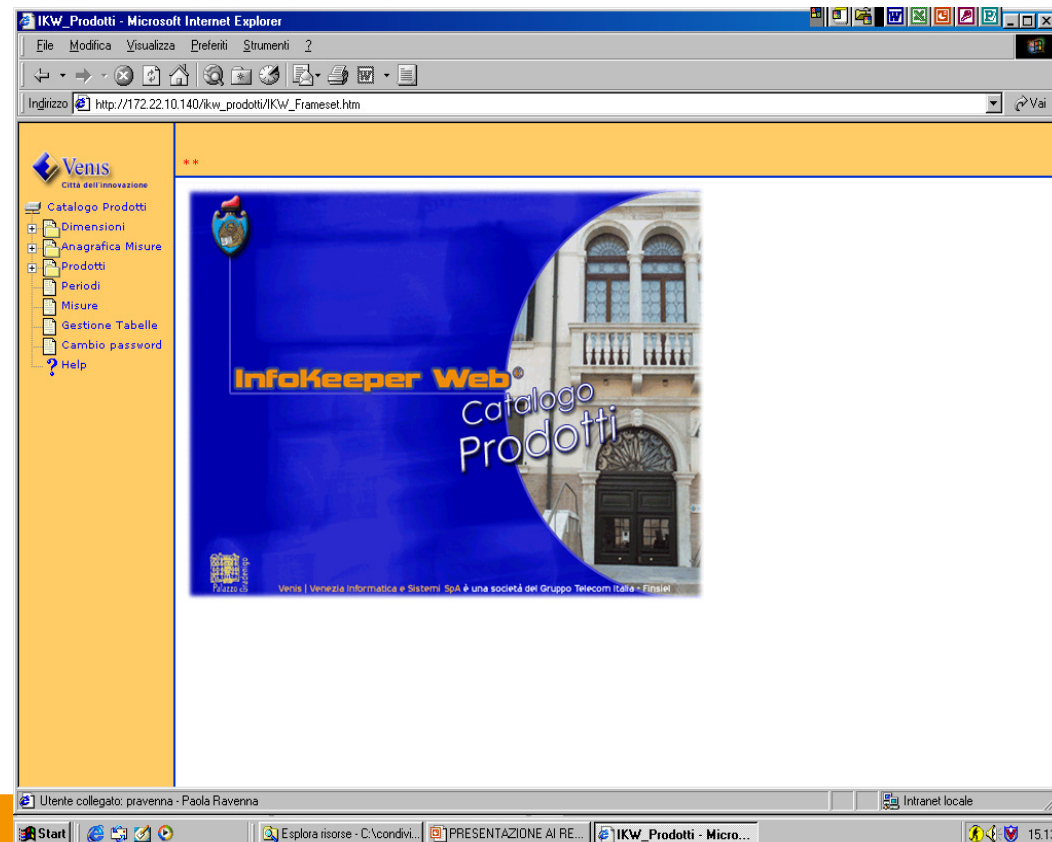 IKW_Prodotti - Microsoft Internet Explorer
File Modifica Visualizza Preferiti Strumenti ?
Indirizzo http://172.22.10.140/ikw_prodotti/IKW_Frameset.htm Vai
Venis
Città dell'innovazione
**
Catalogo Prodotti
Dimensioni
Anagrafica Misure
Prodotti
Periodi
Misure
Gestione Tabelle
Cambio password
Help
InfoKeeper Web®
Catalogo
Prodotti
Palazzo
Venis | Venezia Informatica e Sistemi SpA è una società del Gruppo Telecom Italia - Finsiel
Utente collegato: pravenna - Paola Ravenna Intranet locale
Start Esplora risorse - C:\condivi... PRESENTAZIONE AI RE... IKW_Prodotti - Micro... 15.13